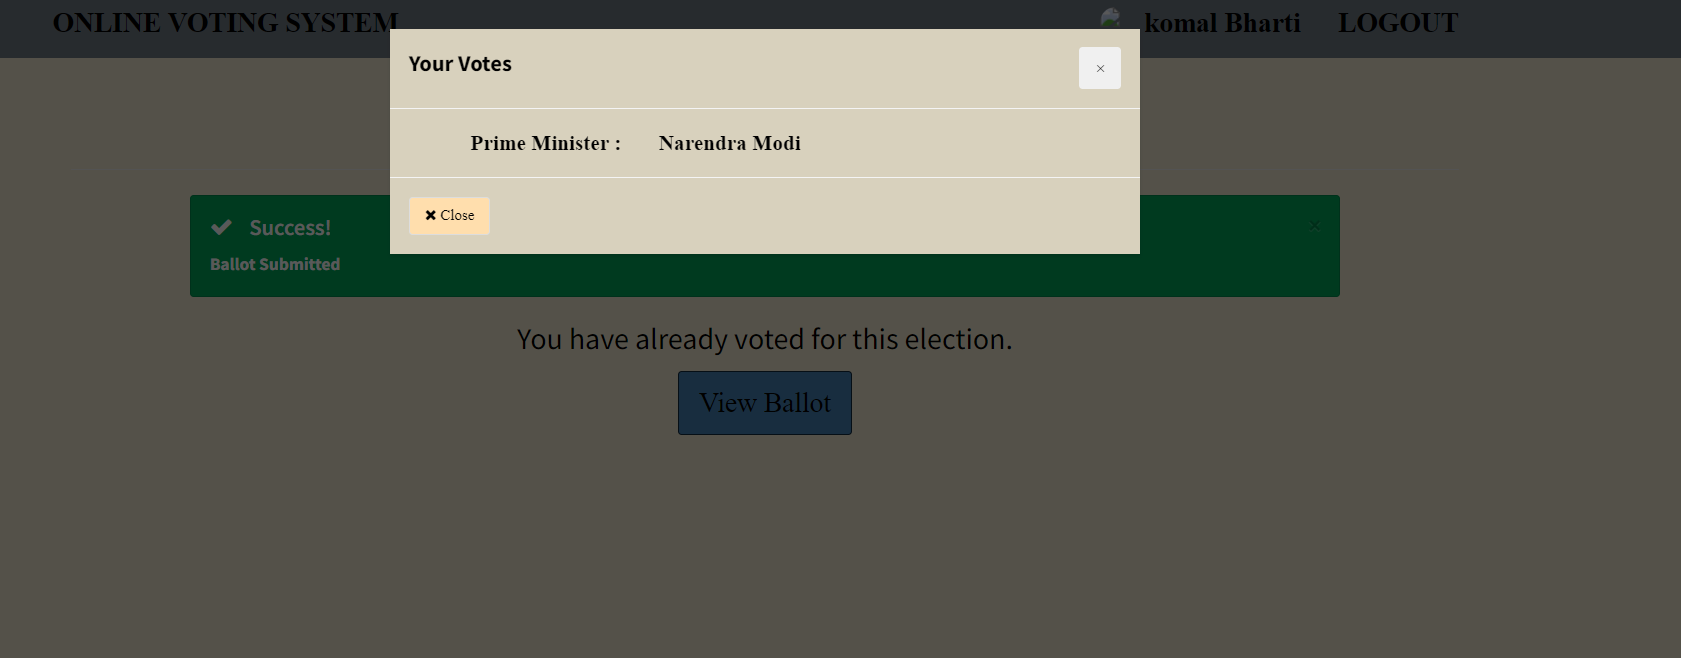 ONLINE VOTING SYSTEM
komal Bharti LOGOUT
Your Votes
×
Prime Minister : Narendra Modi
✖ Close
✔ Success!
×
Ballot Submitted
You have already voted for this election.
View Ballot